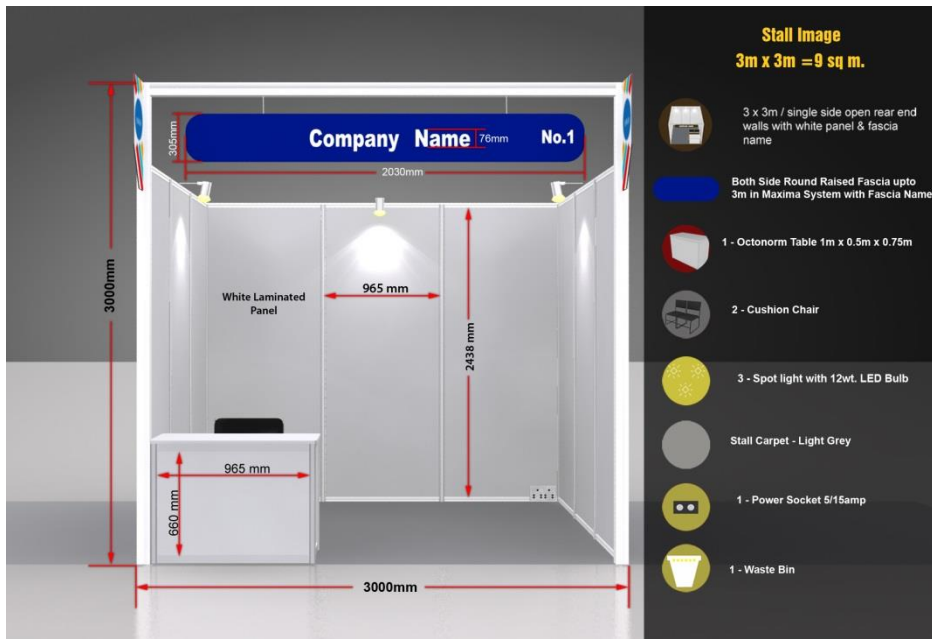 Stall Image
3m x 3m =9 sq m.
3 x 3m / single side open rear end
walls with white panel & fascia
name
Both Side Round Raised Fascia upto
3m in Maxima System with Fascia Name
1 - Octonorm Table 1m x 0.5m x 0.75m
2 - Cushion Chair
3 - Spot light with 12wt. LED Bulb
Stall Carpet - Light Grey
1 - Power Socket 5/15amp
1 - Waste Bin
305mm
Company Name
76mm
No.1
2030mm
3000mm
White Laminated
Panel
965 mm
2438 mm
965 mm
660 mm
3000mm